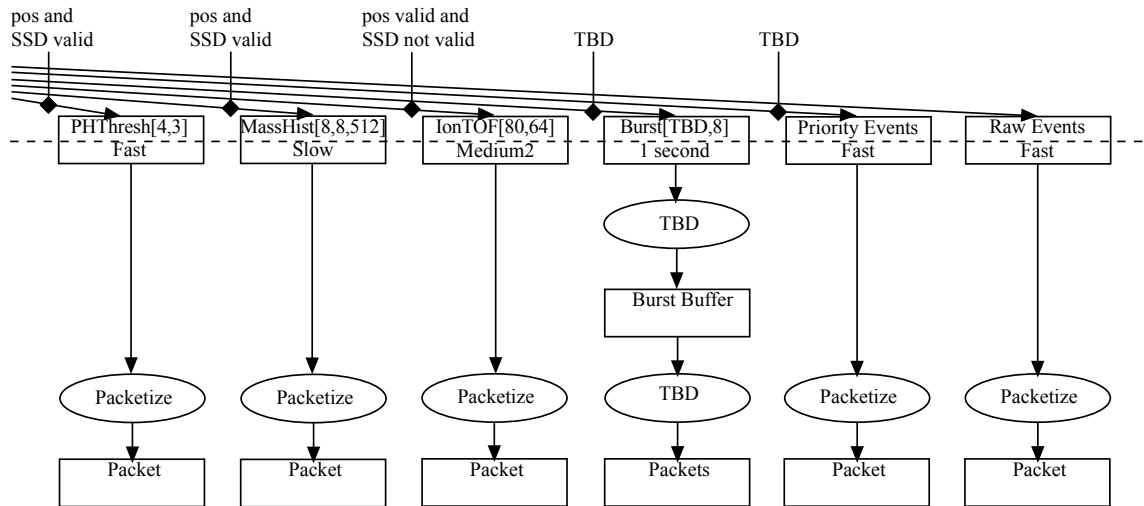 pos and
SSD valid
pos and
SSD valid
pos valid and
SSD not valid
TBD
TBD
PHThresh[4,3]
Fast
MassHist[8,8,512]
Slow
IonTOF[80,64]
Medium2
Burst[TBD,8]
1 second
Priority Events
Fast
Raw Events
Fast
TBD
Burst Buffer
Packetize
Packetize
Packetize
TBD
Packetize
Packetize
Packet
Packet
Packet
Packets
Packet
Packet